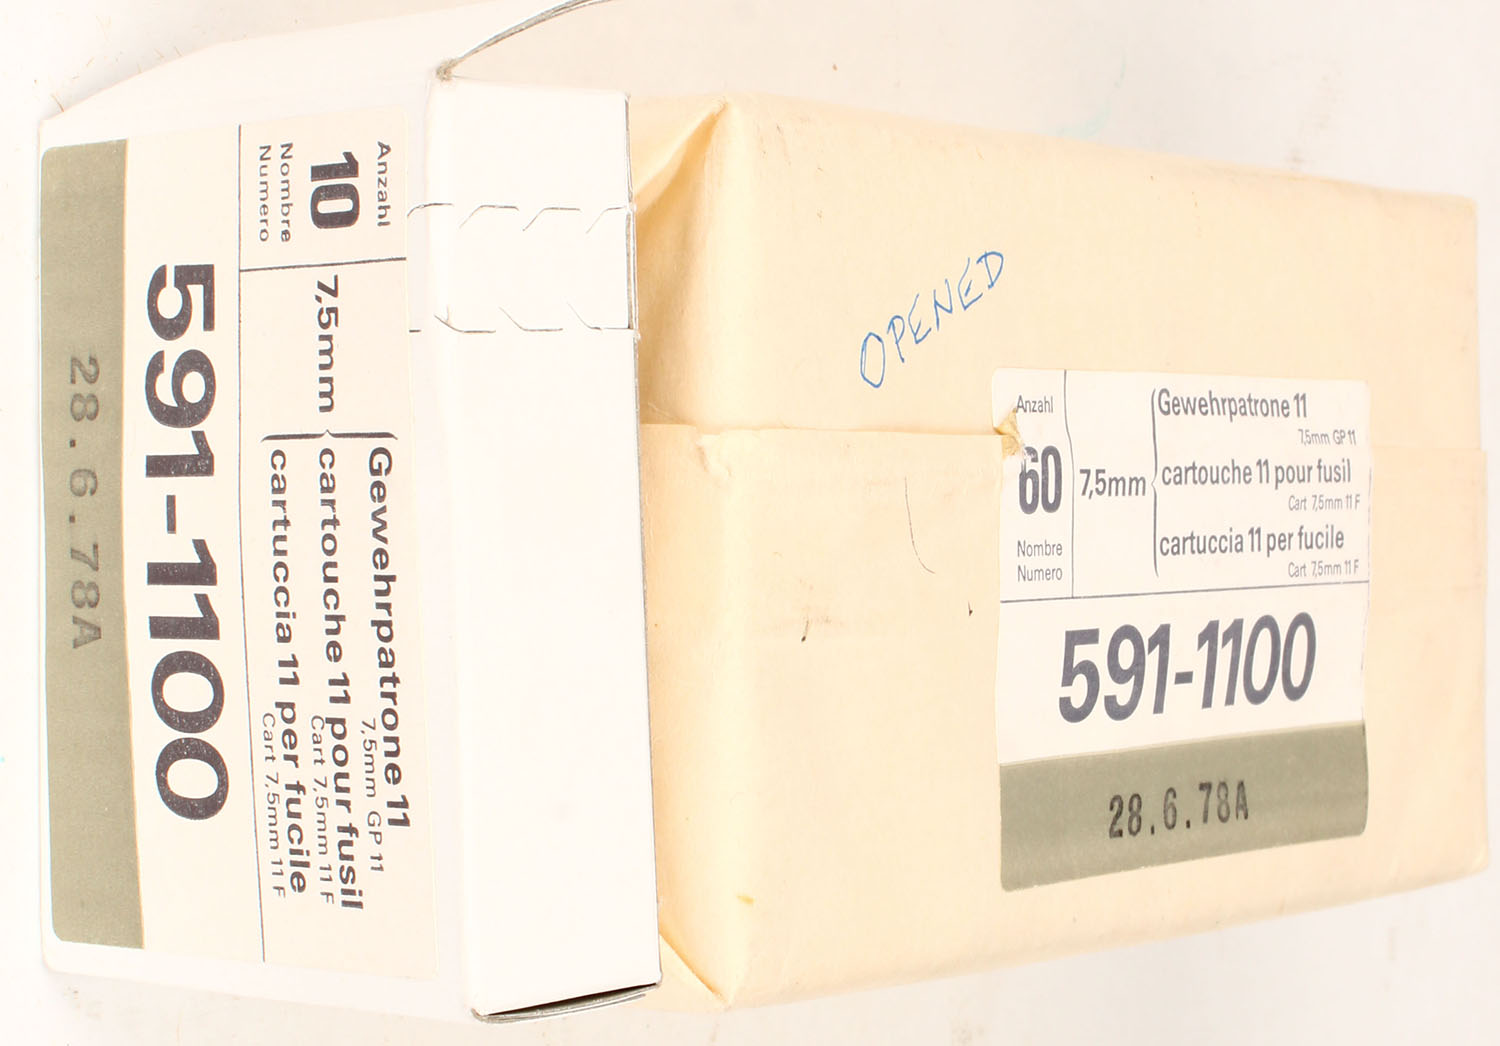 Anzahl
10
Nombre
Numero
7,5mm
Gewehrpatrone 11
7,5mm GP 11
cartouche 11 pour fusil
Cart 7,5mm 11 F
cartuccia 11 per fucile
Cart 7,5mm 11 F
591-1100
28.6.78A
OPENED
Anzahl
60
Nombre
Numero
7,5mm
Gewehrpatrone 11
7,5mm GP 11
cartouche 11 pour fusil
Cart 7,5mm 11 F
cartuccia 11 per fucile
Cart 7,5mm 11 F
591-1100
28.6.78A